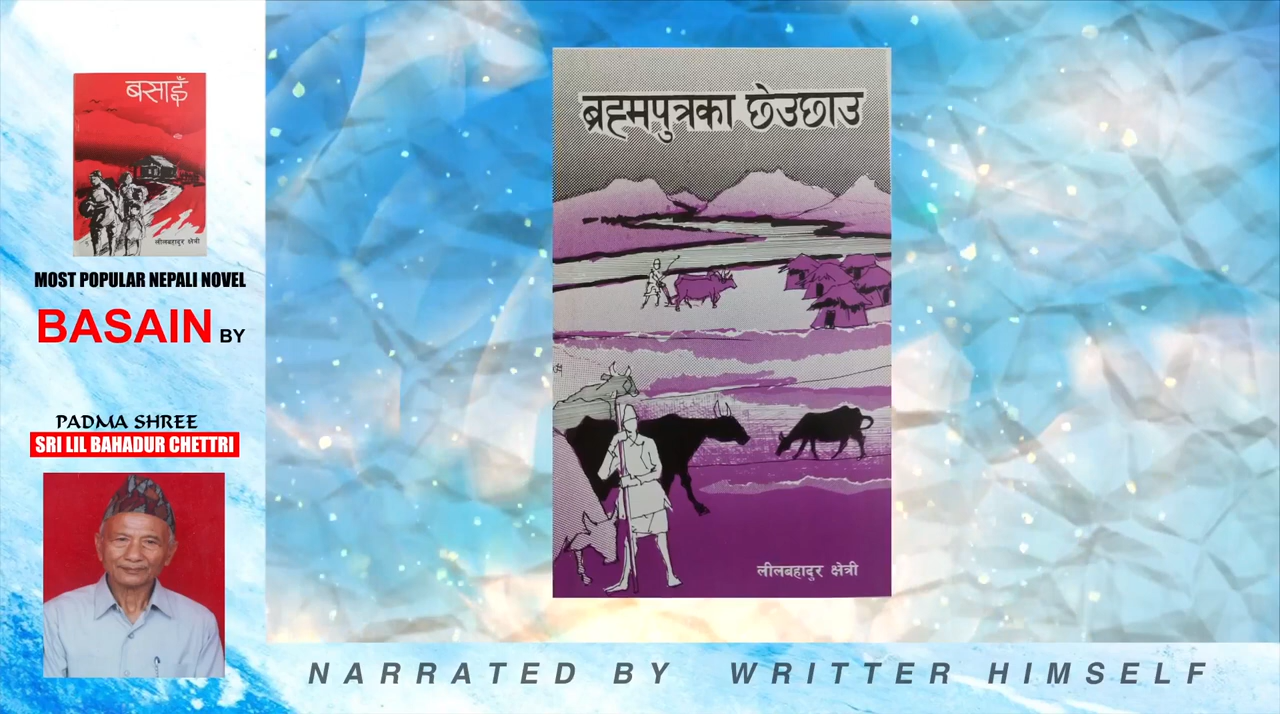 बसाइँ
लीलबहादुर क्षेत्री
MOST POPULAR NEPALI NOVEL
BASAIN BY
PADMA SHREE
SRI LIL BAHADUR CHETTRI
ब्रह्मपुत्रका छेउछाउ
लीलबहादुर क्षेत्री
NARRATED BY WRITTER HIMSELF